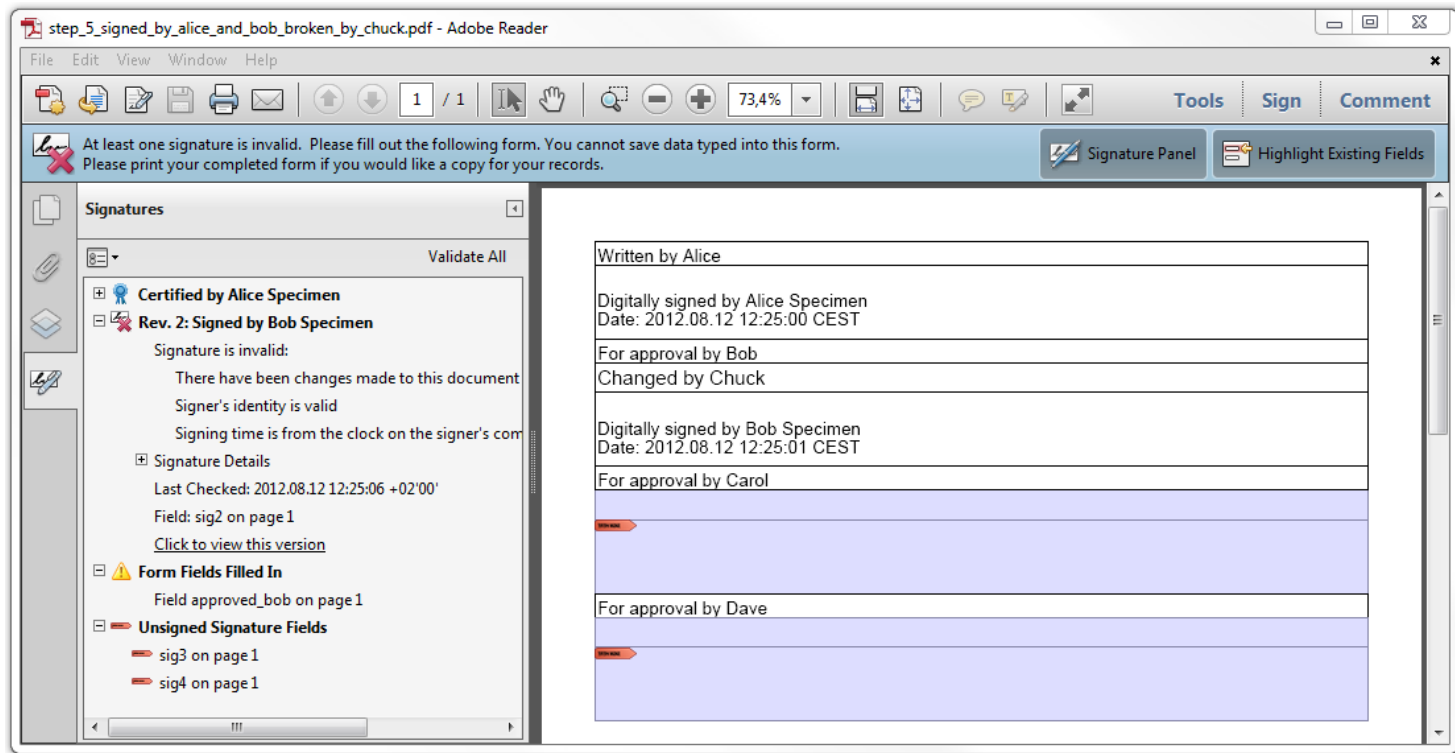 step_5_signed_by_alice_and_bob_broken_by_chuck.pdf - Adobe Reader
File Edit View Window Help
1 / 1 73,4% Tools Sign Comment
At least one signature is invalid. Please fill out the following form. You cannot save data typed into this form.
Please print your completed form if you would like a copy for your records.
Signature Panel
Highlight Existing Fields
Signatures
Validate All
Certified by Alice Specimen
Rev. 2: Signed by Bob Specimen
Signature is invalid:
There have been changes made to this document
Signer's identity is valid
Signing time is from the clock on the signer's com
Signature Details
Last Checked: 2012.08.12 12:25:06 +02'00'
Field: sig2 on page 1
Click to view this version
Form Fields Filled In
Field approved_bob on page 1
Unsigned Signature Fields
sig3 on page 1
sig4 on page 1
Written by Alice
Digitally signed by Alice Specimen
Date: 2012.08.12 12:25:00 CEST
For approval by Bob
Changed by Chuck
Digitally signed by Bob Specimen
Date: 2012.08.12 12:25:01 CEST
For approval by Carol
For approval by Dave